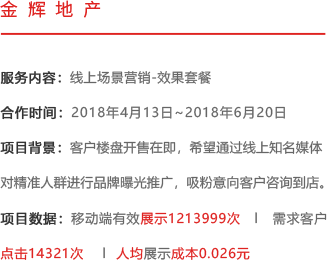 金辉地产
服务内容：线上场景营销-效果套餐
合作时间：2018年4月13日~2018年6月20日
项目背景：客户楼盘开售在即，希望通过线上知名媒体
对精准人群进行品牌曝光推广，吸粉意向客户咨询到店。
项目数据：移动端有效展示1213999次 | 需求客户
点击14321次 | 人均展示成本0.026元